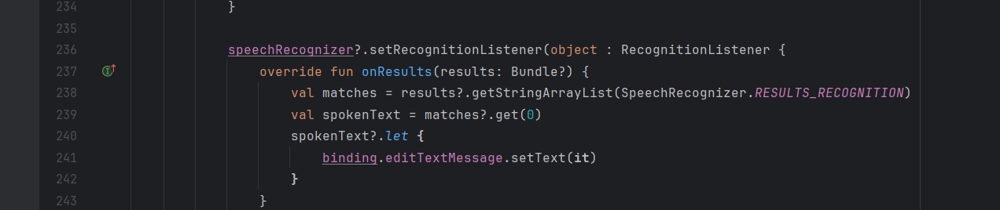 234 }
235
236 speechRecognizer?.setRecognitionListener(object : RecognitionListener {
237 override fun onResults(results: Bundle?) {
238 val matches = results?.getStringArrayList(SpeechRecognizer.RESULTS_RECOGNITION)
239 val spokenText = matches?.get(0)
240 spokenText?.let {
241 binding.editTextMessage.setText(it)
242 }
243 }